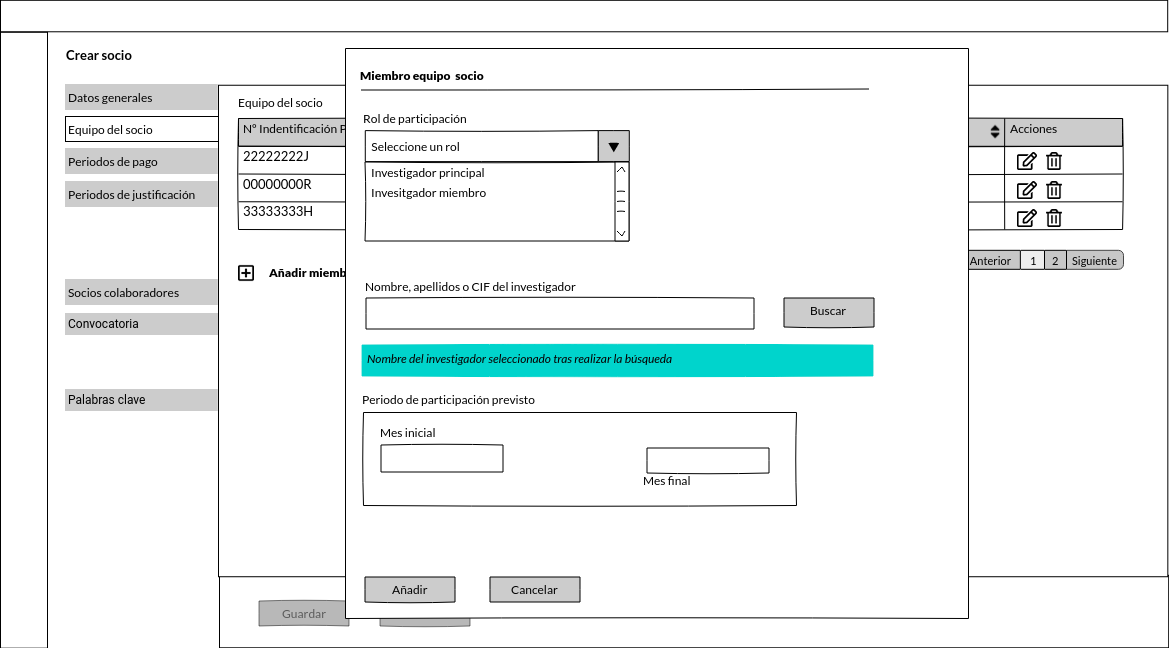 Crear socio
Datos generales
Equipo del socio
Periodos de pago
Periodos de justificación
Socios colaboradores
Convocatoria
Palabras clave
Equipo del socio
Nº Indentificación P
Acciones
22222222J
00000000R
33333333H
Añadir miemb
Anterior 1 2 Siguiente
Guardar
Miembro equipo socio
Rol de participación
Seleccione un rol
Investigador principal
Invesitgador miembro
Nombre, apellidos o CIF del investigador
Buscar
Nombre del investigador seleccionado tras realizar la búsqueda
Periodo de participación previsto
Mes inicial
Mes final
Añadir Cancelar